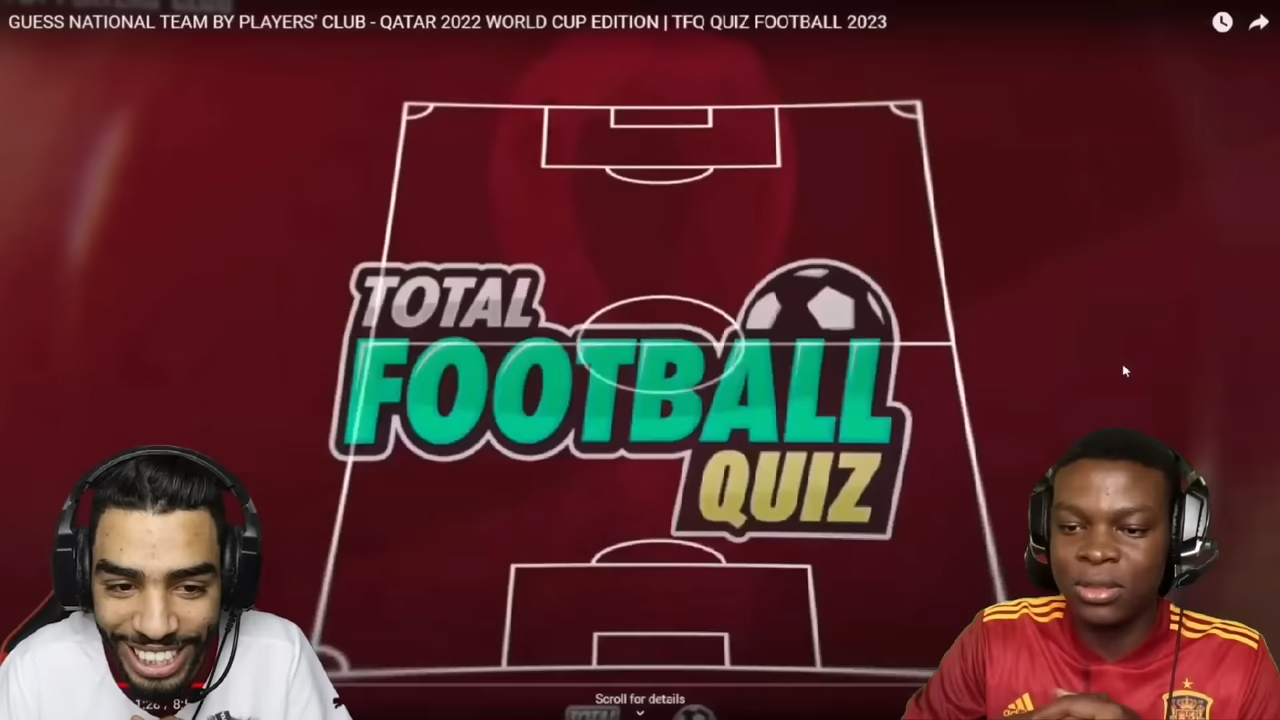 GUESS NATIONAL TEAM BY PLAYERS' CLUB - QATAR 2022 WORLD CUP EDITION | TFQ QUIZ FOOTBALL 2023
TOTAL
FOOTBALL
QUIZ
Scroll for details
TOTAL